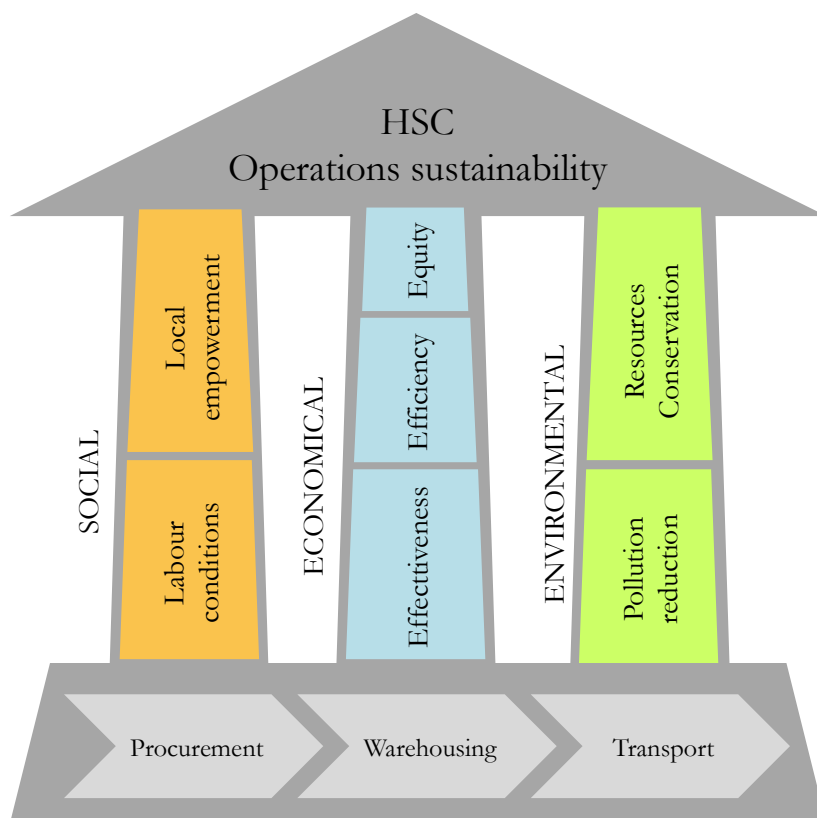 HSC
Operations sustainability
SOCIAL
Local
empowerment
Labour
conditions
ECONOMICAL
Equity
Efficiency
Effectiveness
ENVIRONMENTAL
Resources
Conservation
Pollution
reduction
Procurement
Warehousing
Transport